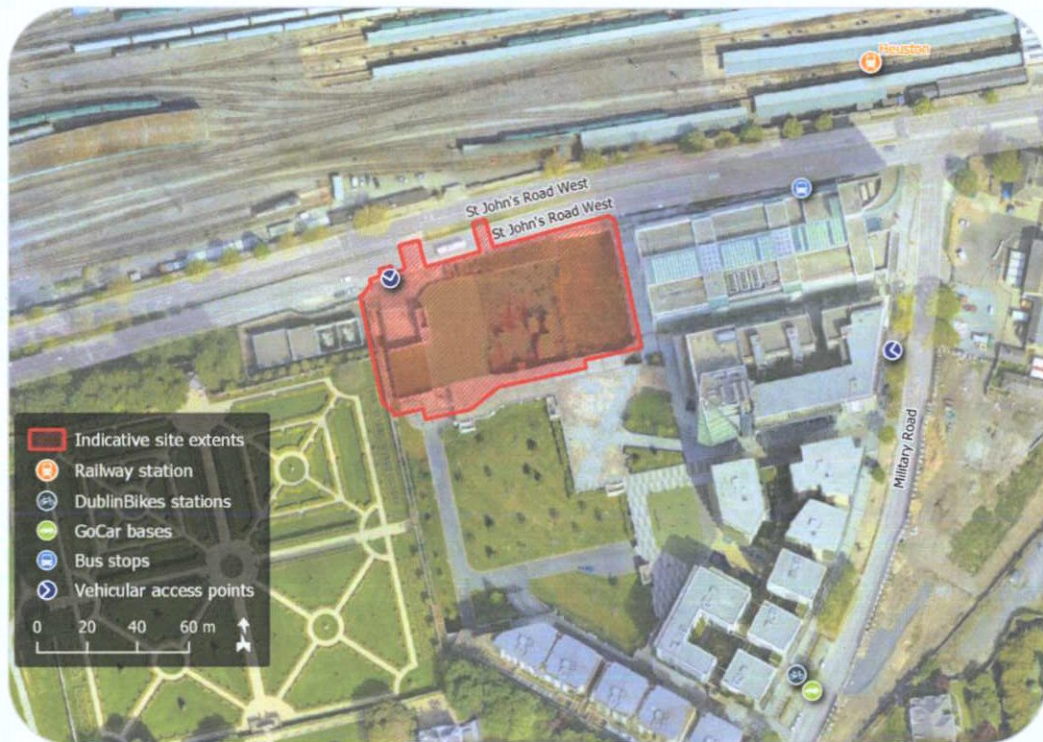 Heuston
St John's Road West
St John's Road West
Military Road
Indicative site extents
Railway station
DublinBikes stations
GoCar bases
Bus stops
Vehicular access points
0 20 40 60 m